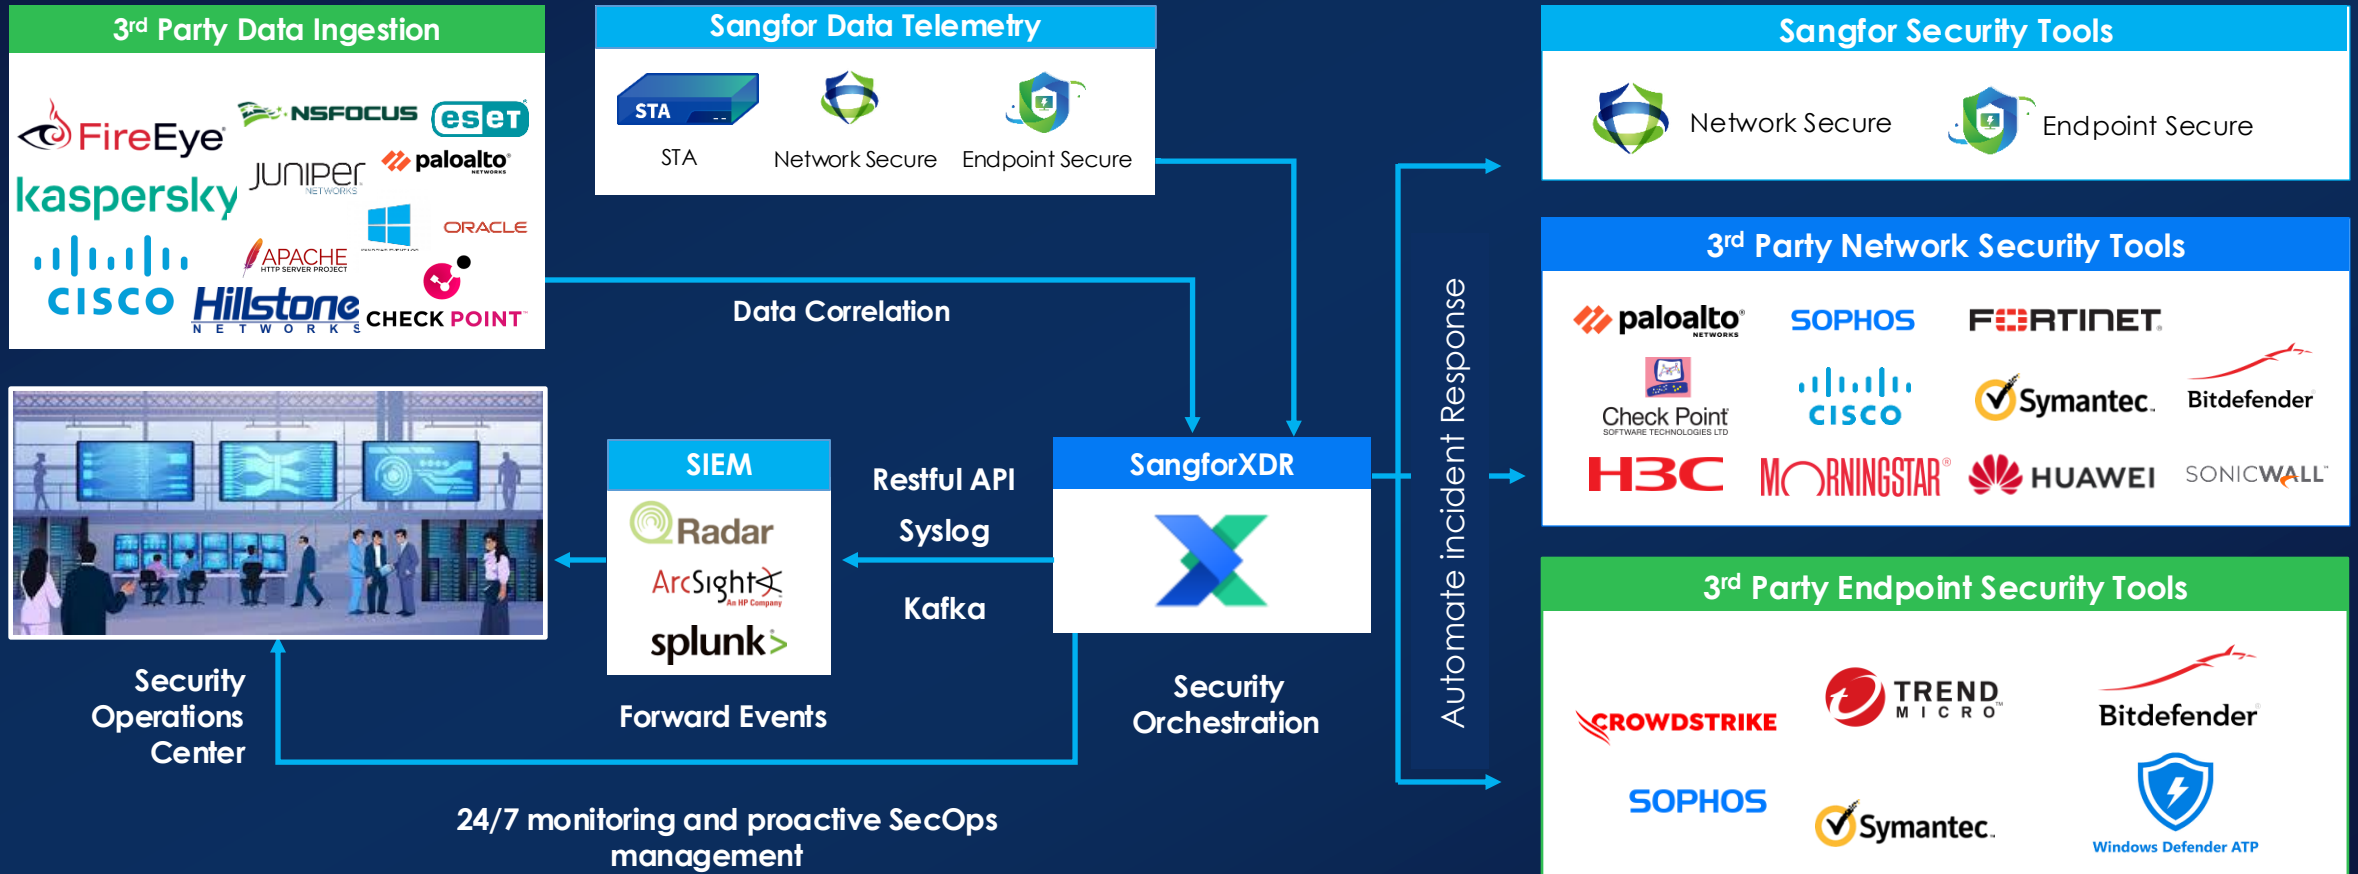 3rd Party Data Ingestion
FireEye
NSFOCUS
eset
JUNIPER
NETWORKS
paloalto
NETWORKS
kaspersky
ORACLE
APACHE
HTTP SERVER PROJECT
CISCO
Hillstone
NETWORKS
CHECK POINT
Sangfor Data Telemetry
STA
STA
Network Secure
Endpoint Secure
Data Correlation
SIEM
QRadar
ArcSight
An HP Company
splunk>
Forward Events
Restful API
Syslog
Kafka
SangforXDR
Security
Orchestration
Security
Operations
Center
24/7 monitoring and proactive SecOps
management
Automate incident Response
Sangfor Security Tools
Network Secure
Endpoint Secure
3rd Party Network Security Tools
paloalto
NETWORKS
SOPHOS
FORTINET
Check Point
SOFTWARE TECHNOLOGIES LTD
CISCO
Symantec
Bitdefender
H3C
MORNINGSTAR
HUAWEI
SONICWALL
3rd Party Endpoint Security Tools
CROWDSTRIKE
TREND
MICRO
Bitdefender
SOPHOS
Symantec
Windows Defender ATP